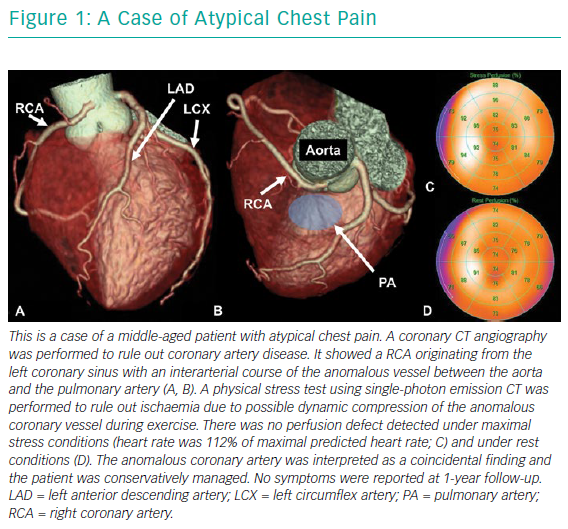 Figure 1: A Case of Atypical Chest Pain
RCA
LAD
LCX
A
Aorta
RCA
PA
B
Stress Perfusion (%)
C
Rest Perfusion (%)
D
This is a case of a middle-aged patient with atypical chest pain. A coronary CT angiography
was performed to rule out coronary artery disease. It showed a RCA originating from the
left coronary sinus with an interarterial course of the anomalous vessel between the aorta
and the pulmonary artery (A, B). A physical stress test using single-photon emission CT was
performed to rule out ischaemia due to possible dynamic compression of the anomalous
coronary vessel during exercise. There was no perfusion defect detected under maximal
stress conditions (heart rate was 112% of maximal predicted heart rate; C) and under rest
conditions (D). The anomalous coronary artery was interpreted as a coincidental finding and
the patient was conservatively managed. No symptoms were reported at 1-year follow-up.
LAD = left anterior descending artery; LCX = left circumflex artery; PA = pulmonary artery;
RCA = right coronary artery.